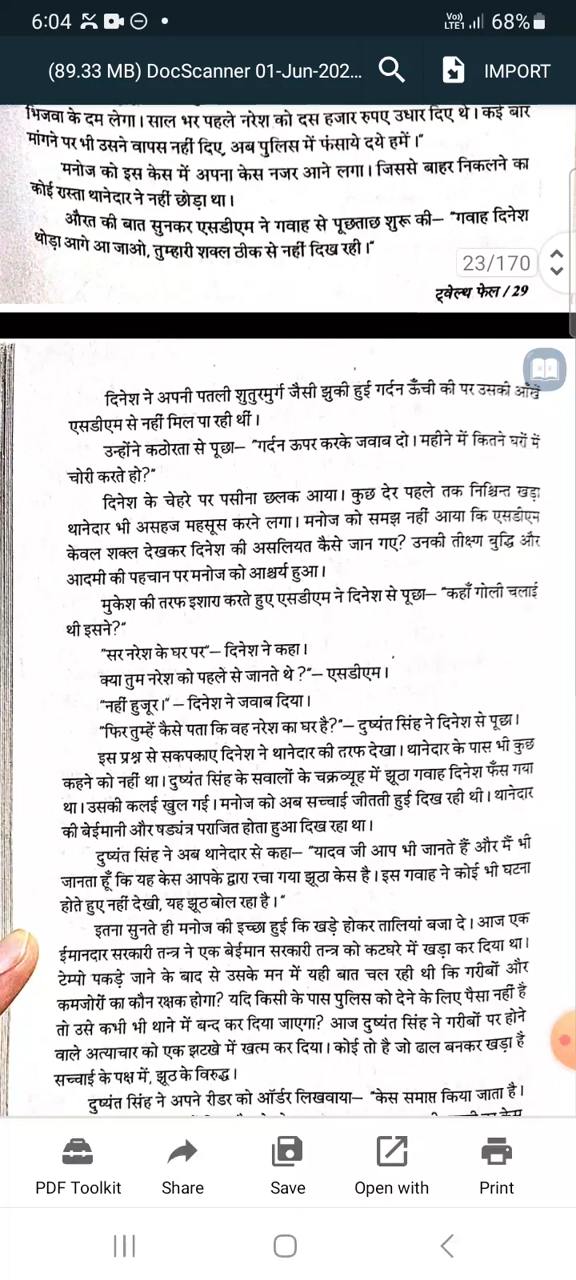 6:04
Vo)) LTE1 68%
(89.33 MB) DocScanner 01-Jun-202... IMPORT
भिजवा के दम लेगा। साल भर पहले नरेश को दस हजार रुपए उधार दिए थे। कई बार
मांगने पर भी उसने वापस नहीं दिए, अब पुलिस में फंसाये दये हमें।"
मनोज को इस केस में अपना केस नजर आने लगा। जिससे बाहर निकलने का
कोई रास्ता थानेदार ने नहीं छोड़ा था।
औरत की बात सुनकर एसडीएम ने गवाह से पूछताछ शुरू की— "गवाह दिनेश
थोड़ा आगे आ जाओ, तुम्हारी शक्ल ठीक से नहीं दिख रही।"
23/170
ट्वेल्थ फेल / 29
दिनेश ने अपनी पतली शुतुरमुर्ग जैसी झुकी हुई गर्दन ऊँची की पर उसकी आँखें
एसडीएम से नहीं मिल पा रही थीं।
उन्होंने कठोरता से पूछा— "गर्दन ऊपर करके जवाब दो। महीने में कितने घरों में
चोरी करते हो?"
दिनेश के चेहरे पर पसीना छलक आया। कुछ देर पहले तक निश्चिन्त खड़ा
थानेदार भी असहज महसूस करने लगा। मनोज को समझ नहीं आया कि एसडीएम
केवल शक्ल देखकर दिनेश की असलियत कैसे जान गए? उनकी तीक्ष्ण बुद्धि और
आदमी की पहचान पर मनोज को आश्चर्य हुआ।
मुकेश की तरफ इशारा करते हुए एसडीएम ने दिनेश से पूछा— "कहाँ गोली चलाई
थी इसने?"
"सर नरेश के घर पर"— दिनेश ने कहा।
क्या तुम नरेश को पहले से जानते थे ?"— एसडीएम।
"नहीं हुजूर।" – दिनेश ने जवाब दिया।
"फिर तुम्हें कैसे पता कि वह नरेश का घर है?"— दुष्यंत सिंह ने दिनेश से पूछा।
इस प्रश्न से सकपकाए दिनेश ने थानेदार की तरफ देखा। थानेदार के पास भी कुछ
कहने को नहीं था। दुष्यंत सिंह के सवालों के चक्रव्यूह में झूठा गवाह दिनेश फँस गया
था। उसकी कलई खुल गई। मनोज को अब सच्चाई जीतती हुई दिख रही थी। थानेदार
की बेईमानी और षड्यंत्र पराजित होता हुआ दिख रहा था।
दुष्यंत सिंह ने अब थानेदार से कहा— "यादव जी आप भी जानते हैं और मैं भी
जानता हूँ कि यह केस आपके द्वारा रचा गया झूठा केस है। इस गवाह ने कोई भी घटना
होते हुए नहीं देखी, यह झूठ बोल रहा है।"
इतना सुनते ही मनोज की इच्छा हुई कि खड़े होकर तालियां बजा दे। आज एक
ईमानदार सरकारी तन्त्र ने एक बेईमान सरकारी तन्त्र को कटघरे में खड़ा कर दिया था।
टेम्पो पकड़े जाने के बाद से उसके मन में यही बात चल रही थी कि गरीबों और
कमजोरों का कौन रक्षक होगा? यदि किसी के पास पुलिस को देने के लिए पैसा नहीं है
तो उसे कभी भी थाने में बन्द कर दिया जाएगा? आज दुष्यंत सिंह ने गरीबों पर होने
वाले अत्याचार को एक झटखे में खत्म कर दिया। कोई तो है जो ढाल बनकर खड़ा है
सच्चाई के पक्ष में, झूठ के विरुद्ध।
दुष्यंत सिंह ने अपने रीडर को ऑर्डर लिखवाया— "केस समाप्त किया जाता है।
PDF Toolkit Share Save Open with Print